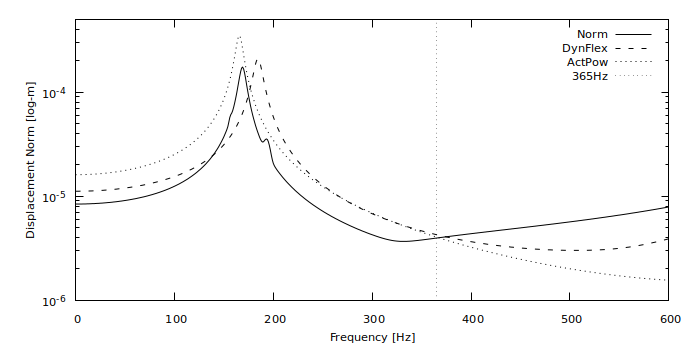 Norm
DynFlex
ActPow
365Hz
10^-4
10^-5
10^-6
Displacement Norm [log-m]
0 100 200 300 400 500 600
Frequency [Hz]